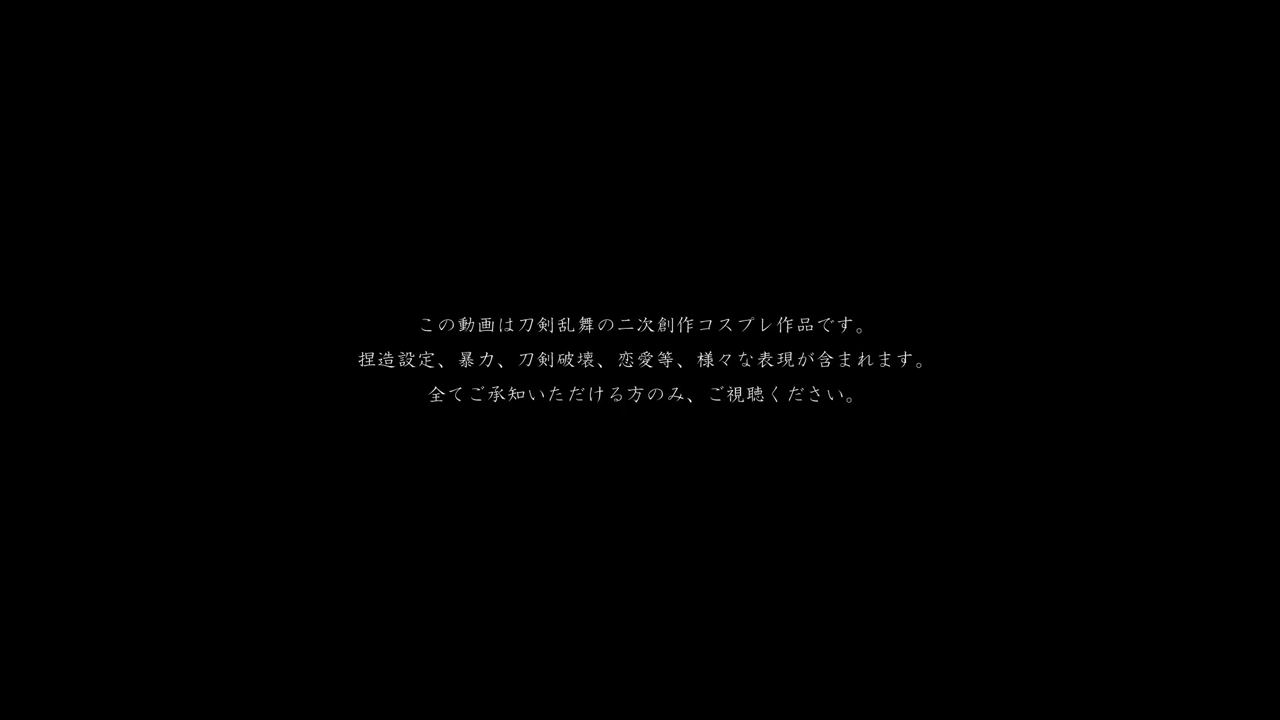 この動画は刀剣乱舞の二次創作コスプレ作品です。
捏造設定、暴力、刀剣破壊、恋愛等、様々な表現が含まれます。
全てご承知いただける方のみ、ご視聴ください。